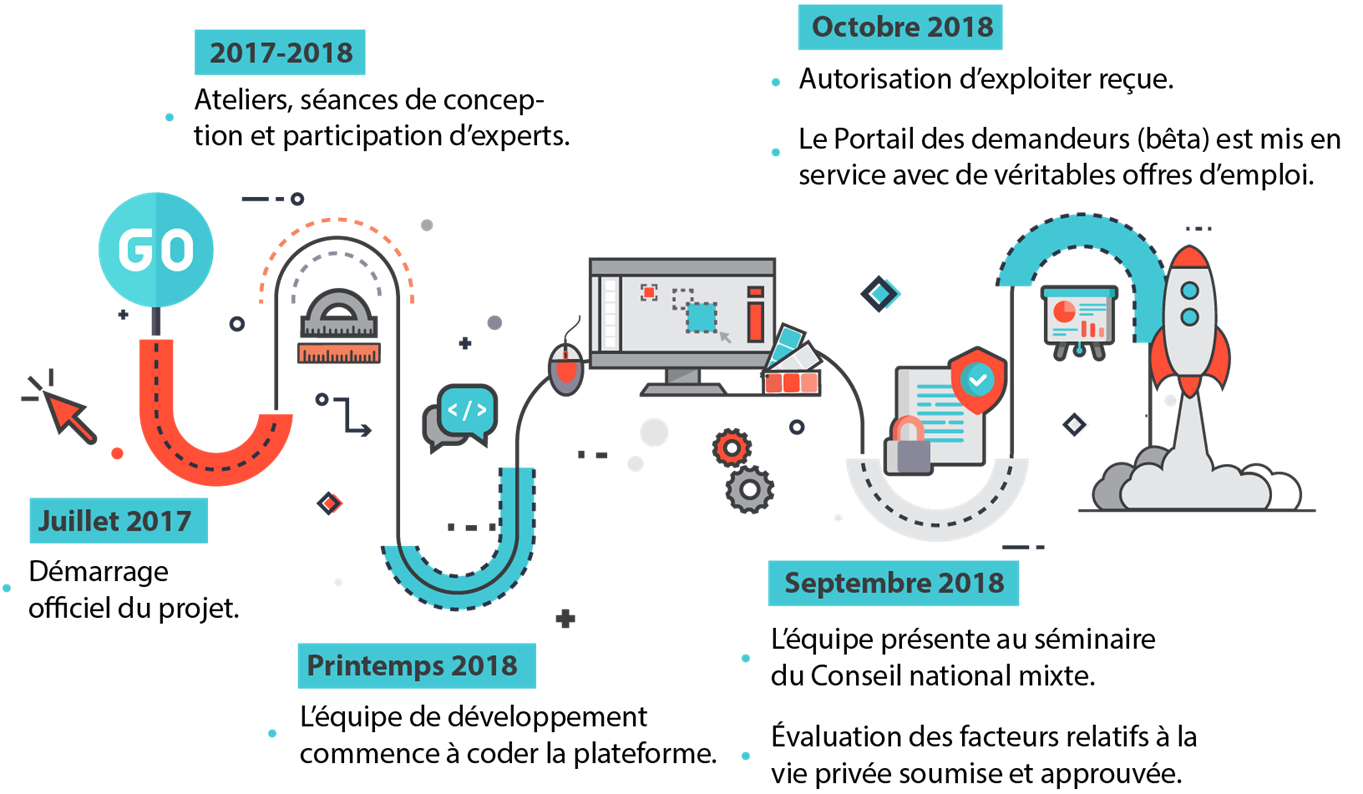 2017-2018
Ateliers, séances de concep-
tion et participation d'experts.
Octobre 2018
Autorisation d'exploiter reçue.
Le Portail des demandeurs (bêta) est mis en
service avec de véritables offres d'emploi.
GO
</>
Juillet 2017
Démarrage
officiel du projet.
Printemps 2018
L'équipe de développement
commence à coder la plateforme.
Septembre 2018
L'équipe présente au séminaire
du Conseil national mixte.
Évaluation des facteurs relatifs à la
vie privée soumise et approuvée.